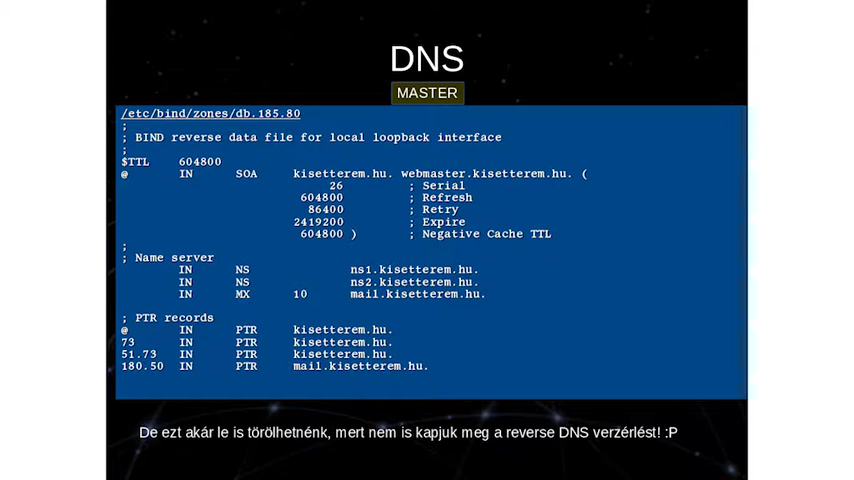 DNS
MASTER
/etc/bind/zones/db.185.80
;
; BIND reverse data file for local loopback interface
;
$TTL 604800
@ IN SOA kisetterem.hu. webmaster.kisetterem.hu. (
26 ; Serial
604800 ; Refresh
86400 ; Retry
2419200 ; Expire
604800 ) ; Negative Cache TTL
;
; Name server
IN NS ns1.kisetterem.hu.
IN NS ns2.kisetterem.hu.
IN MX 10 mail.kisetterem.hu.
; PTR records
@ IN PTR kisetterem.hu.
73 IN PTR kisetterem.hu.
51.73 IN PTR kisetterem.hu.
180.50 IN PTR mail.kisetterem.hu.
De ezt akár le is törölhetnénk, mert nem is kapjuk meg a reverse DNS verzérlést! :P